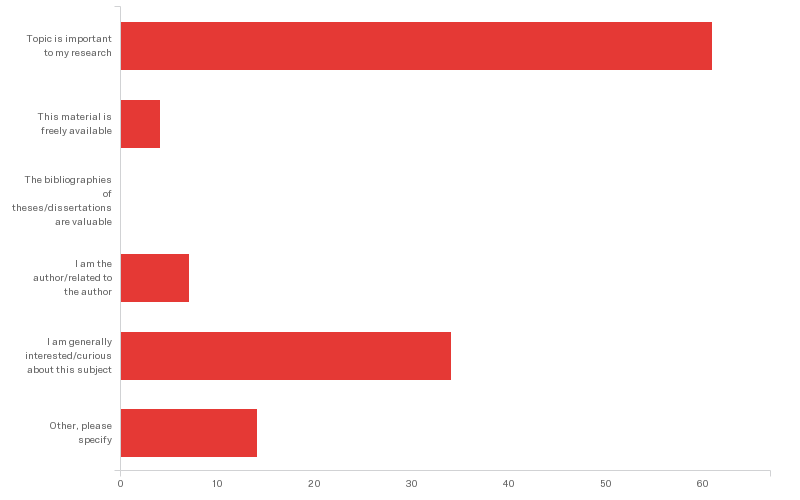 Topic is important
to my research
This material is
freely available
The bibliographies
of
theses/dissertations
are valuable
I am the
author/related to
the author
I am generally
interested/curious
about this subject
Other, please
specify
0 10 20 30 40 50 60